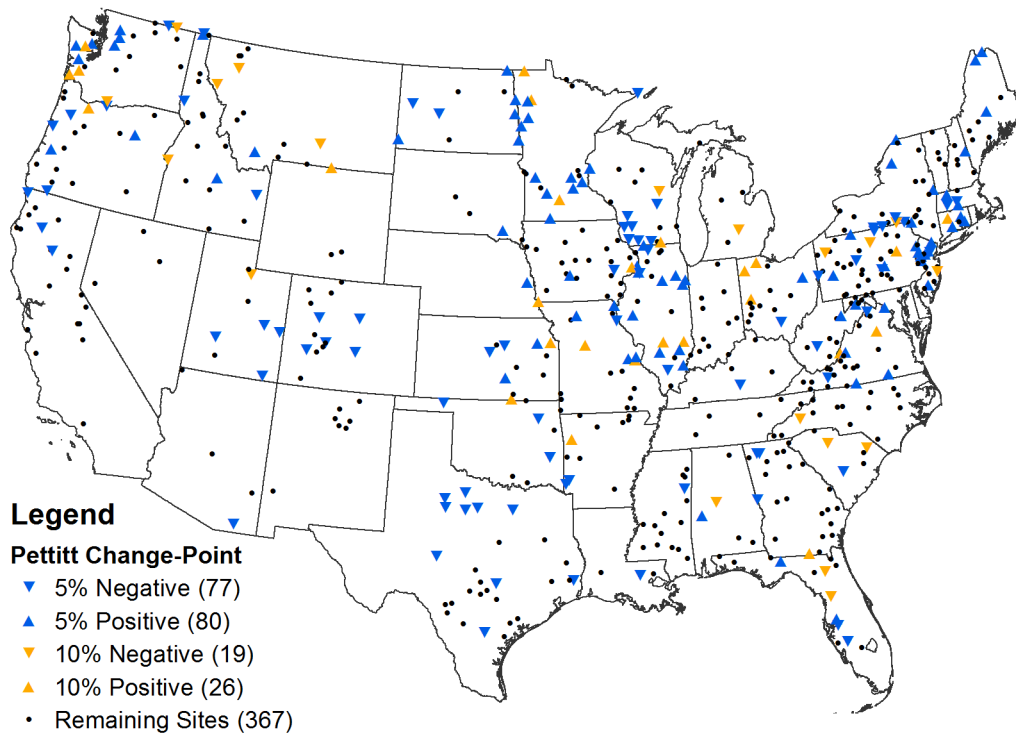 Legend
Pettitt Change-Point
5% Negative (77)
5% Positive (80)
10% Negative (19)
10% Positive (26)
Remaining Sites (367)